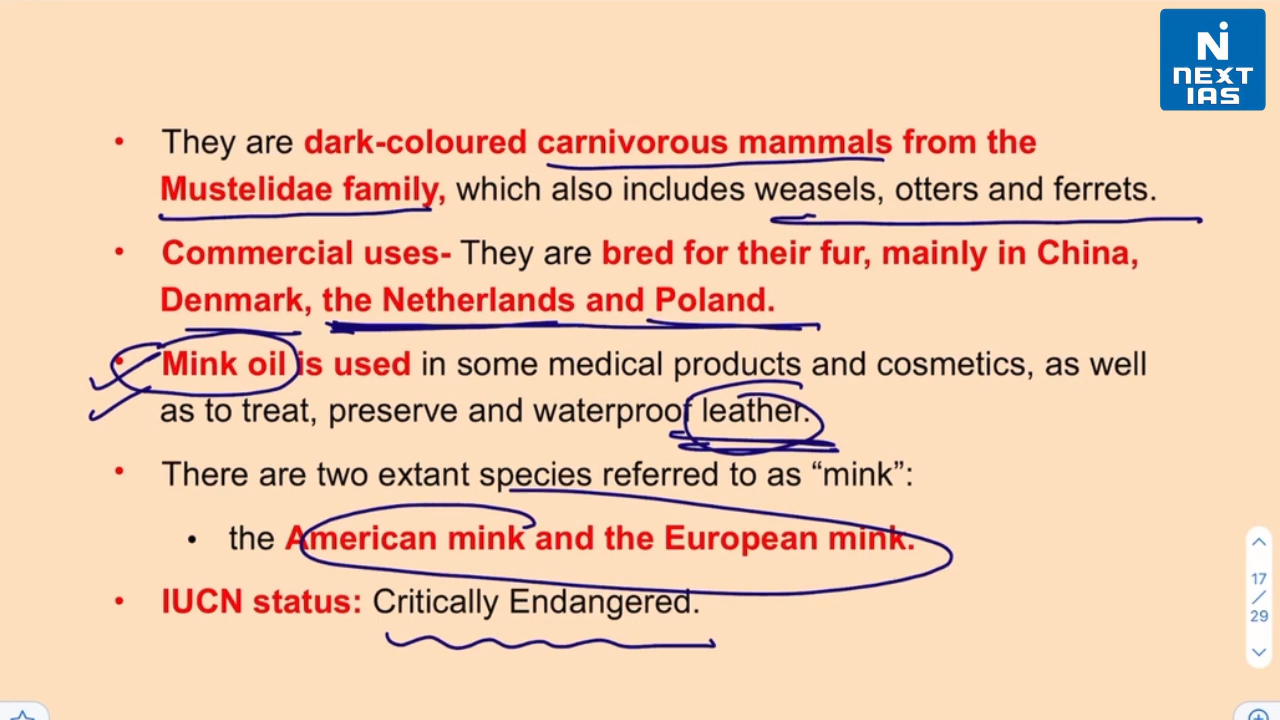 NEXT
IAS
• They are dark-coloured carnivorous mammals from the
Mustelidae family, which also includes weasels, otters and ferrets.
• Commercial uses- They are bred for their fur, mainly in China,
Denmark, the Netherlands and Poland.
• Mink oil is used in some medical products and cosmetics, as well
as to treat, preserve and waterproof leather.
• There are two extant species referred to as “mink”:
• the American mink and the European mink.
• IUCN status: Critically Endangered.
17
/
29